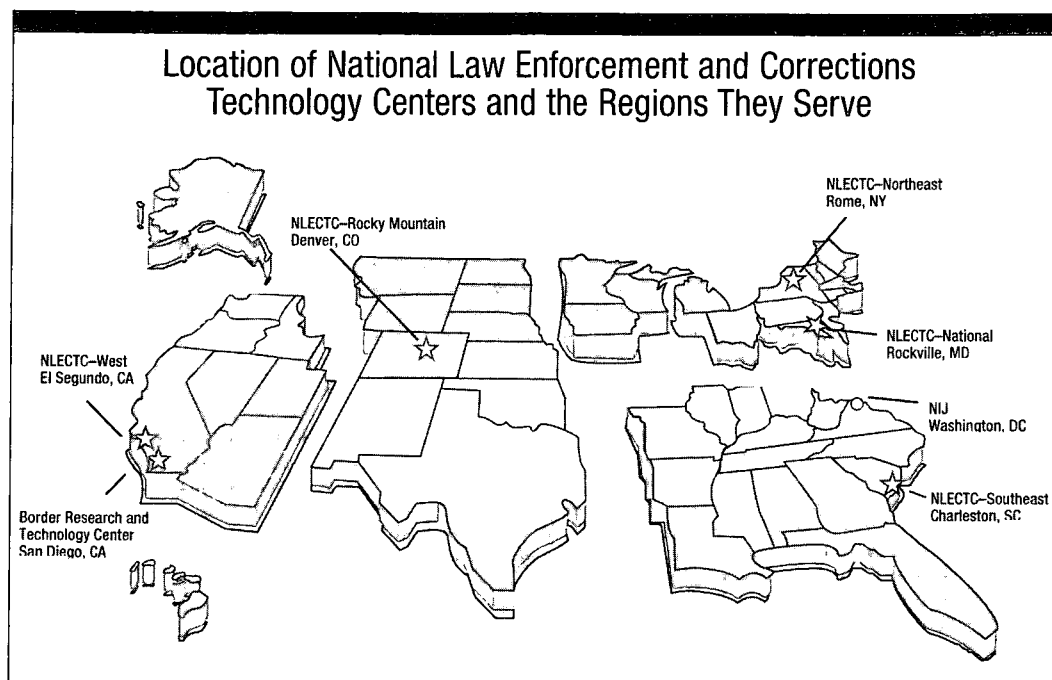 Location of National Law Enforcement and Corrections
Technology Centers and the Regions They Serve
NLECTC–Northeast
Rome, NY
NLECTC–Rocky Mountain
Denver, CO
NLECTC–National
Rockville, MD
NLECTC–West
El Segundo, CA
NIJ
Washington, DC
NLECTC–Southeast
Charleston, SC
Border Research and
Technology Center
San Diego, CA